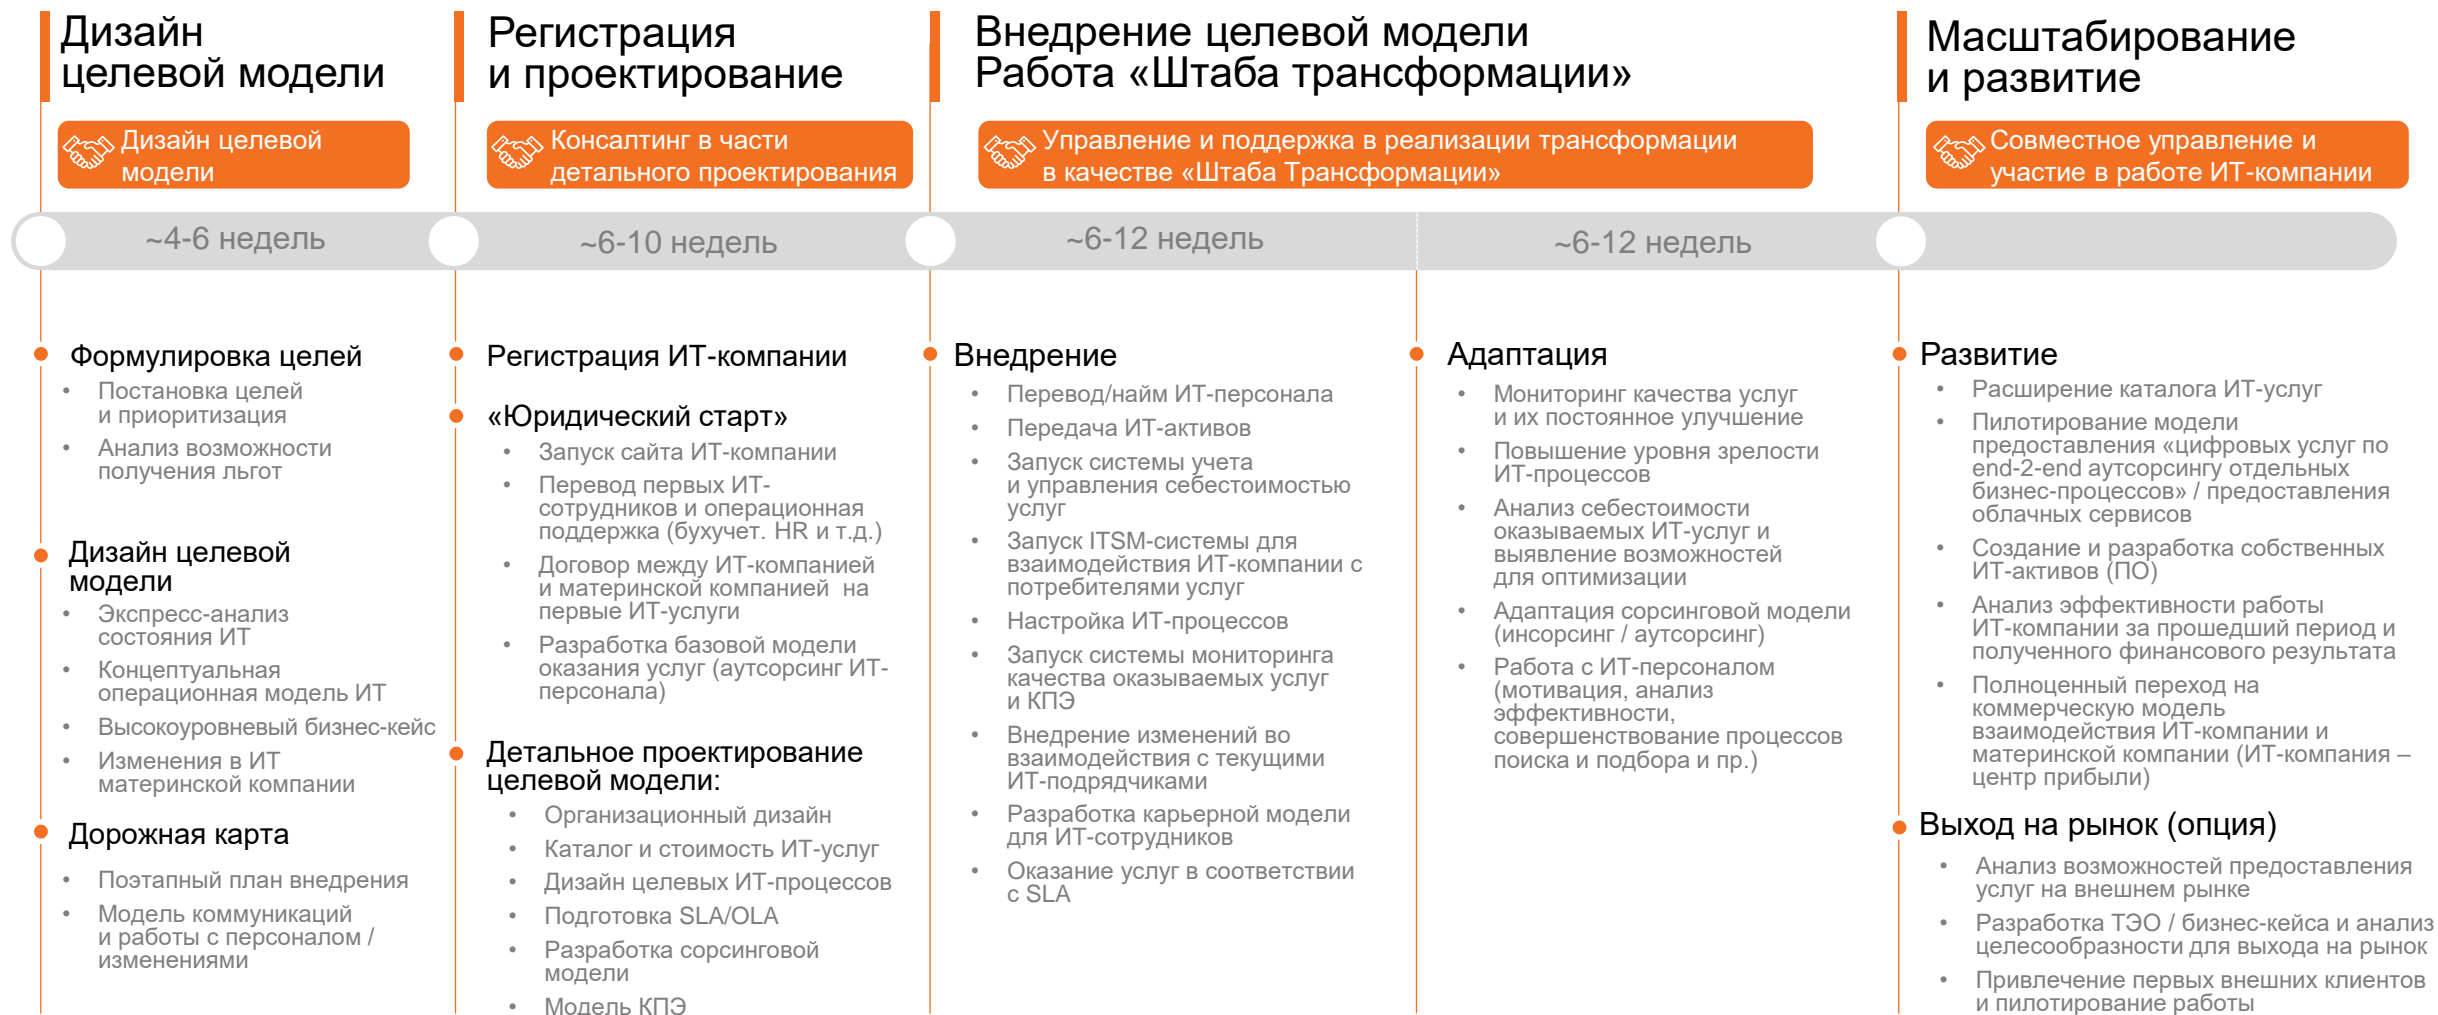 Дизайн
целевой модели
Дизайн целевой
модели
~4-6 недель
Формулировка целей
• Постановка целей
и приоритизация
• Анализ возможности
получения льгот
Дизайн целевой
модели
• Экспресс-анализ
состояния ИТ
• Концептуальная
операционная модель ИТ
• Высокоуровневый бизнес-кейс
• Изменения в ИТ
материнской компании
Дорожная карта
• Поэтапный план внедрения
• Модель коммуникаций
и работы с персоналом /
изменениями
Регистрация
и проектирование
Консалтинг в части
детального проектирования
~6-10 недель
Регистрация ИТ-компании
«Юридический старт»
• Запуск сайта ИТ-компании
• Перевод первых ИТ-
сотрудников и операционная
поддержка (бухучет. HR и т.д.)
• Договор между ИТ-компанией
и материнской компанией на
первые ИТ-услуги
• Разработка базовой модели
оказания услуг (аутсорсинг ИТ-
персонала)
Детальное проектирование
целевой модели:
• Организационный дизайн
• Каталог и стоимость ИТ-услуг
• Дизайн целевых ИТ-процессов
• Подготовка SLA/OLA
• Разработка сорсинговой
модели
• Модель КПЭ
Внедрение целевой модели
Работа «Штаба трансформации»
Управление и поддержка в реализации трансформации
в качестве «Штаба Трансформации»
~6-12 недель
Внедрение
• Перевод/найм ИТ-персонала
• Передача ИТ-активов
• Запуск системы учета
и управления себестоимостью
услуг
• Запуск ITSM-системы для
взаимодействия ИТ-компании с
потребителями услуг
• Настройка ИТ-процессов
• Запуск системы мониторинга
качества оказываемых услуг
и КПЭ
• Внедрение изменений во
взаимодействия с текущими
ИТ-подрядчиками
• Разработка карьерной модели
для ИТ-сотрудников
• Оказание услуг в соответствии
с SLA
~6-12 недель
Адаптация
• Мониторинг качества услуг
и их постоянное улучшение
• Повышение уровня зрелости
ИТ-процессов
• Анализ себестоимости
оказываемых ИТ-услуг и
выявление возможностей
для оптимизации
• Адаптация сорсинговой модели
(инсорсинг / аутсорсинг)
• Работа с ИТ-персоналом
(мотивация, анализ
эффективности,
совершенствование процессов
поиска и подбора и пр.)
Масштабирование
и развитие
Совместное управление и
участие в работе ИТ-компании
Развитие
• Расширение каталога ИТ-услуг
• Пилотирование модели
предоставления «цифровых услуг по
end-2-end аутсорсингу отдельных
бизнес-процессов» / предоставления
облачных сервисов
• Создание и разработка собственных
ИТ-активов (ПО)
• Анализ эффективности работы
ИТ-компании за прошедший период и
полученного финансового результата
• Полноценный переход на
коммерческую модель
взаимодействия ИТ-компании и
материнской компании (ИТ-компания –
центр прибыли)
Выход на рынок (опция)
• Анализ возможностей предоставления
услуг на внешнем рынке
• Разработка ТЭО / бизнес-кейса и анализ
целесообразности для выхода на рынок
• Привлечение первых внешних клиентов
и пилотирование работы